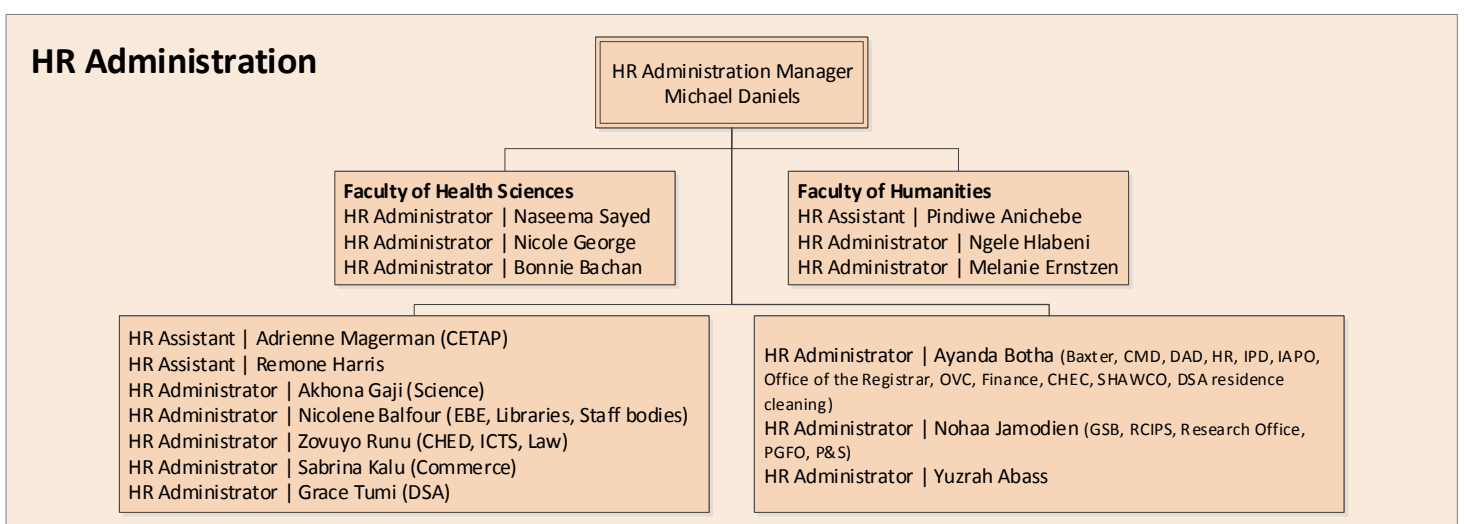 HR Administration
HR Administration Manager
Michael Daniels
Faculty of Health Sciences
HR Administrator | Naseema Sayed
HR Administrator | Nicole George
HR Administrator | Bonnie Bachan
Faculty of Humanities
HR Assistant | Pindiwe Anichebe
HR Administrator | Ngele Hlabeni
HR Administrator | Melanie Ernstzen
HR Assistant | Adrienne Magerman (CETAP)
HR Assistant | Remone Harris
HR Administrator | Akhona Gaji (Science)
HR Administrator | Nicolene Balfour (EBE, Libraries, Staff bodies)
HR Administrator | Zovuyo Runu (CHED, ICTS, Law)
HR Administrator | Sabrina Kalu (Commerce)
HR Administrator | Grace Tumi (DSA)
HR Administrator | Ayanda Botha (Baxter, CMD, DAD, HR, IPD, IAPO,
Office of the Registrar, OVC, Finance, CHEC, SHAWCO, DSA residence
cleaning)
HR Administrator | Nohaa Jamodien (GSB, RCIPS, Research Office,
PGFO, P&S)
HR Administrator | Yuzrah Abass